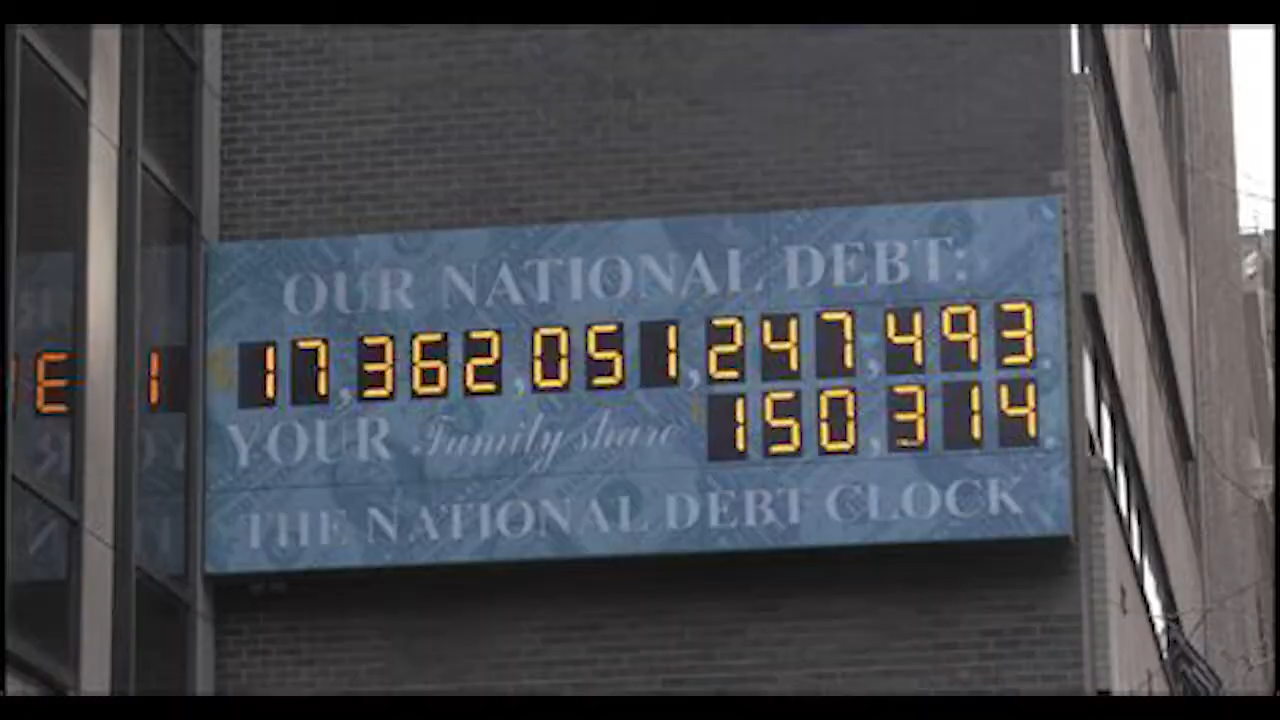 OUR NATIONAL DEBT:
17,362,051,247,493
YOUR Family share 150,314
THE NATIONAL DEBT CLOCK